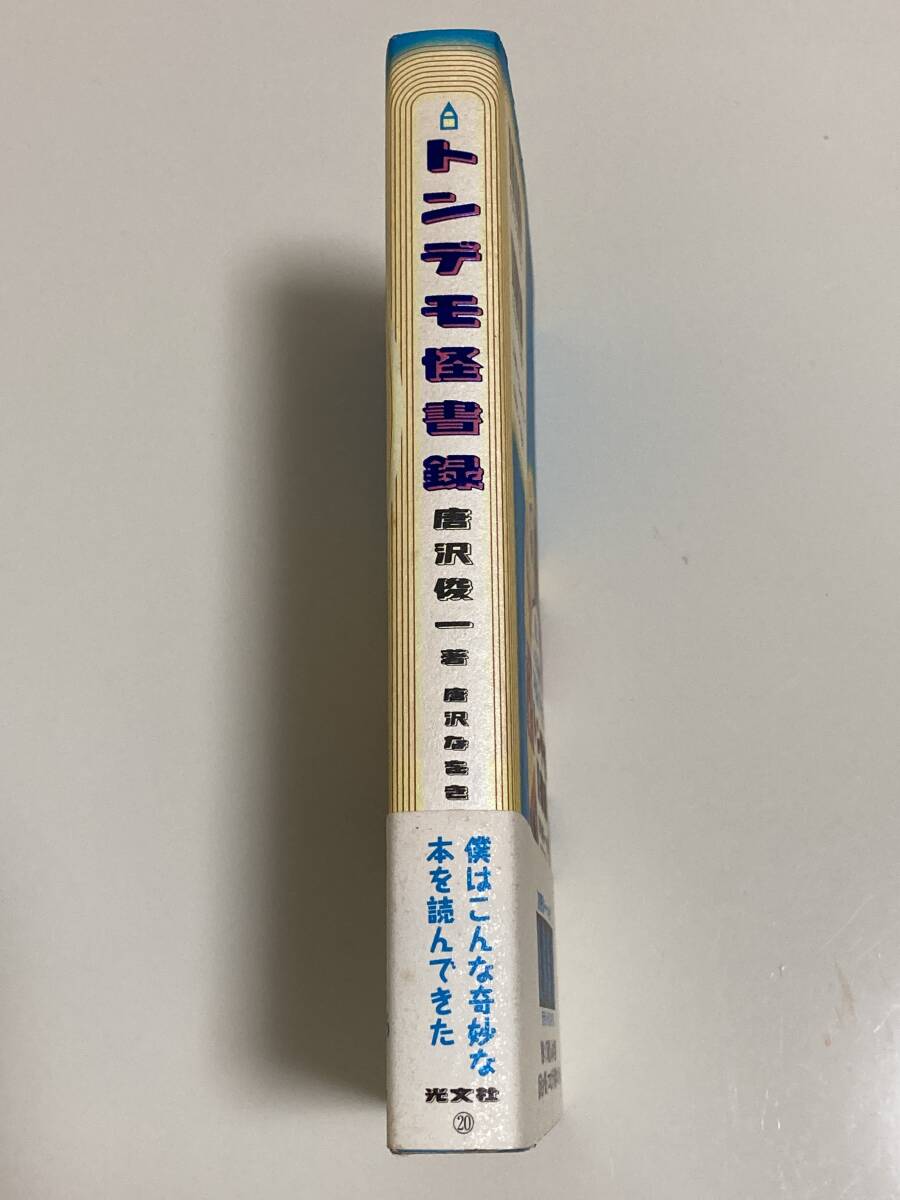 トンデモ怪書録
唐沢俊一 著
唐沢なをき
僕はこんな奇妙な
本を読んできた
光文社
⑳